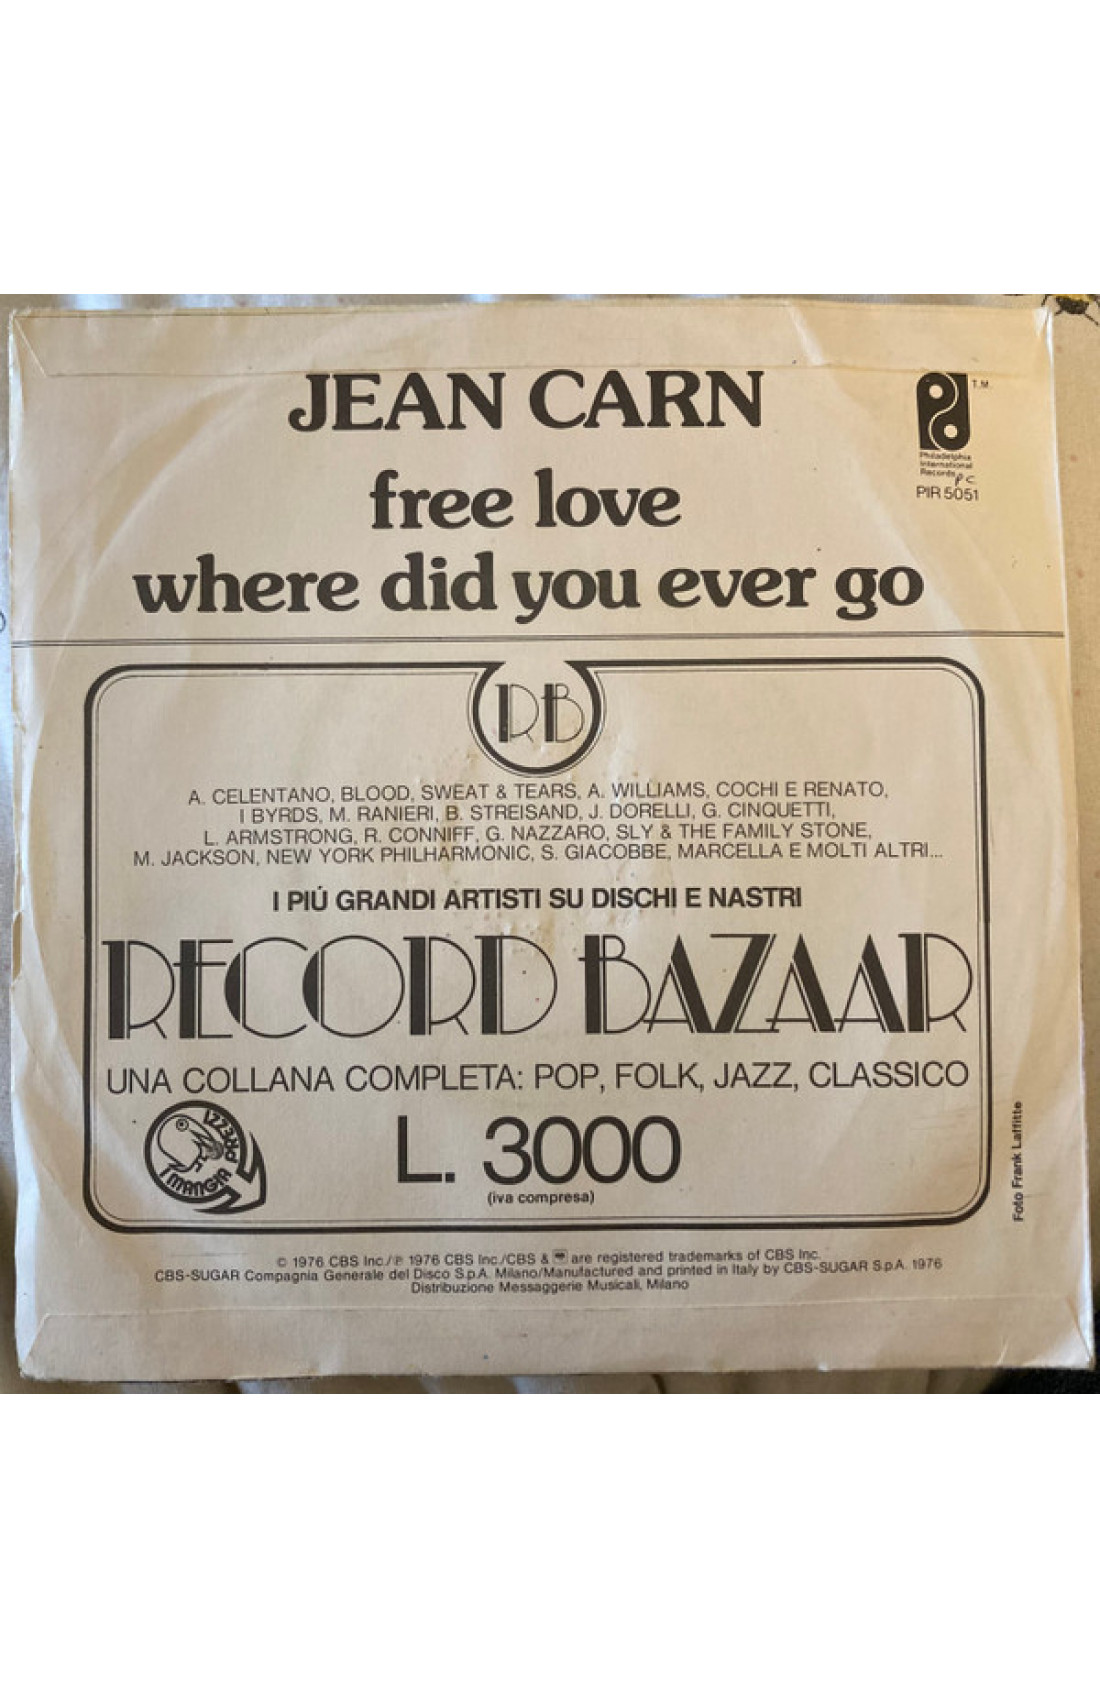 JEAN CARN
free love
where did you ever go
T.M.
Philadelphia
International
Records
PC
PIR 5051
RB
A. CELENTANO, BLOOD, SWEAT & TEARS, A. WILLIAMS, COCHI E RENATO,
I BYRDS, M. RANIERI, B. STREISAND, J. DORELLI, G. CINQUETTI,
L. ARMSTRONG, R. CONNIFF, G. NAZZARO, SLY & THE FAMILY STONE,
M. JACKSON, NEW YORK PHILHARMONIC, S. GIACOBBE, MARCELLA E MOLTI ALTRI...
I PIÚ GRANDI ARTISTI SU DISCHI E NASTRI
RECORD BAZAAR
UNA COLLANA COMPLETA: POP, FOLK, JAZZ, CLASSICO
I MANGIA PREZZI
L. 3000
(iva compresa)
Foto Frank Laffitte
© 1976 CBS Inc./℗ 1976 CBS Inc./CBS & are registered trademarks of CBS Inc.
CBS-SUGAR Compagnia Generale del Disco S.p.A. Milano/Manufactured and printed in Italy by CBS-SUGAR S.p.A. 1976
Distribuzione Messaggerie Musicali, Milano